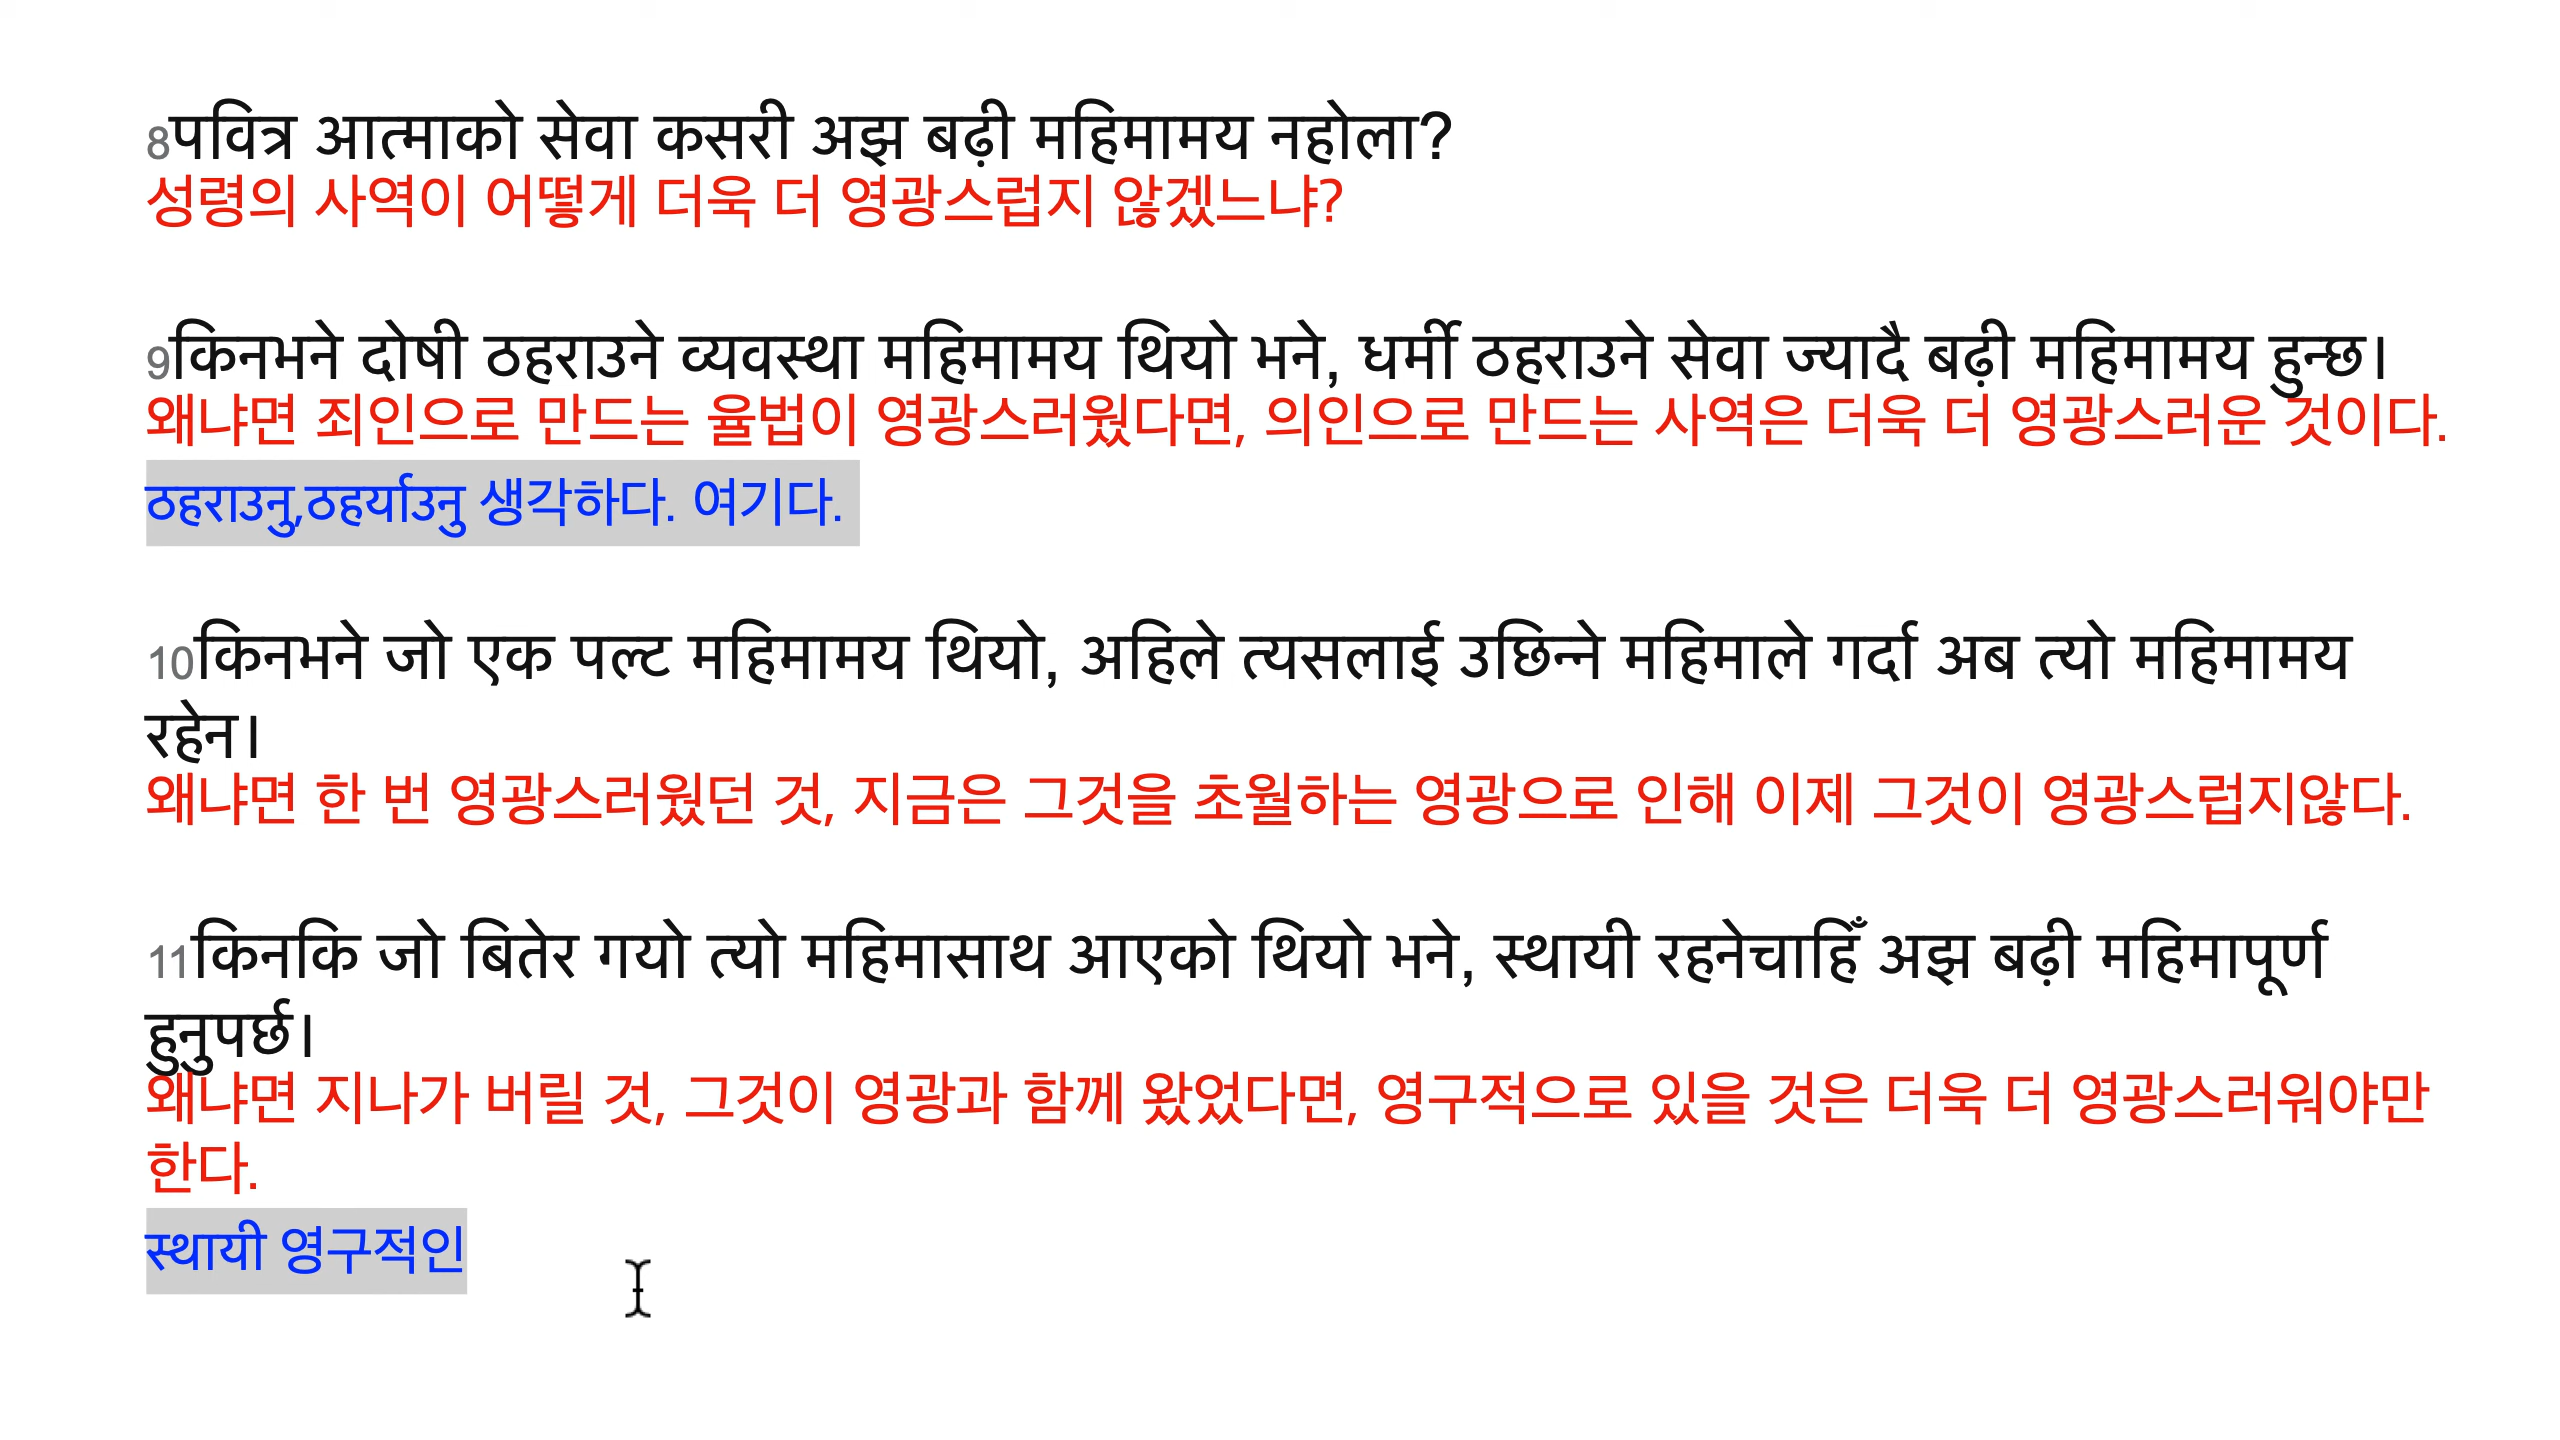 8पवित्र आत्माको सेवा कसरी अझ बढ़ी महिमामय नहोला?
성령의 사역이 어떻게 더욱 더 영광스럽지 않겠느냐?
9किनभने दोषी ठहराउने व्यवस्था महिमामय थियो भने, धर्मी ठहराउने सेवा ज्यादै बढ़ी महिमामय हुन्छ।
왜냐면 죄인으로 만드는 율법이 영광스러웠다면, 의인으로 만드는 사역은 더욱 더 영광스러운 것이다.
ठहराउनु,ठहर्याउनु 생각하다. 여기다.
10किनभने जो एक पल्ट महिमामय थियो, अहिले त्यसलाई उछिन्ने महिमाले गर्दा अब त्यो महिमामय
रहेन।
왜냐면 한 번 영광스러웠던 것, 지금은 그것을 초월하는 영광으로 인해 이제 그것이 영광스럽지않다.
11किनकि जो बितेर गयो त्यो महिमासाथ आएको थियो भने, स्थायी रहनेचाहिँ अझ बढ़ी महिमापूर्ण
हुनुपर्छ।
왜냐면 지나가 버릴 것, 그것이 영광과 함께 왔었다면, 영구적으로 있을 것은 더욱 더 영광스러워야만
한다.
स्थायी 영구적인